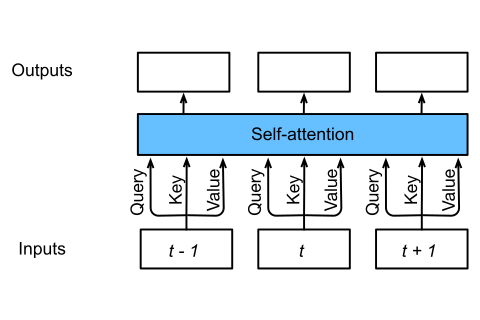 Outputs
Self-attention
Query Key Value Query Key Value Query Key Value
Inputs t - 1 t t + 1